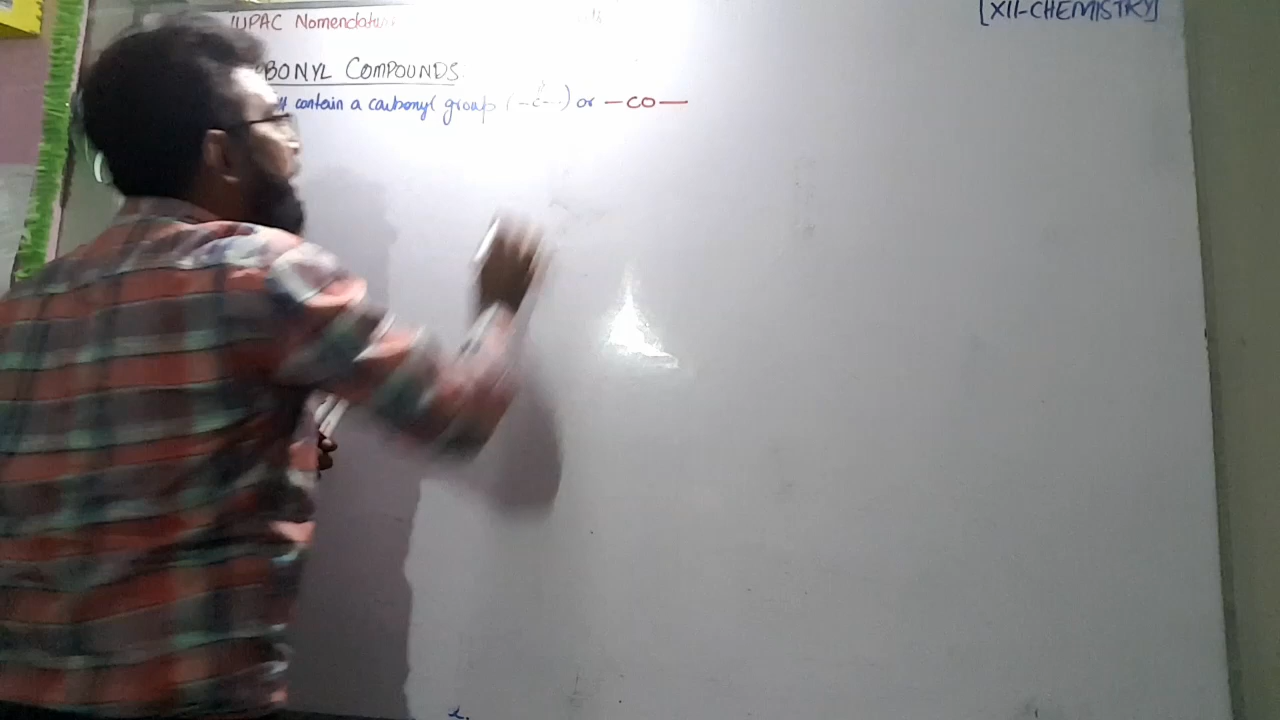 IUPAC Nomenclature
[XII-CHEMISTRY]
BONYL COMPOUNDS
contain a carbonyl group (-C-) or -CO-